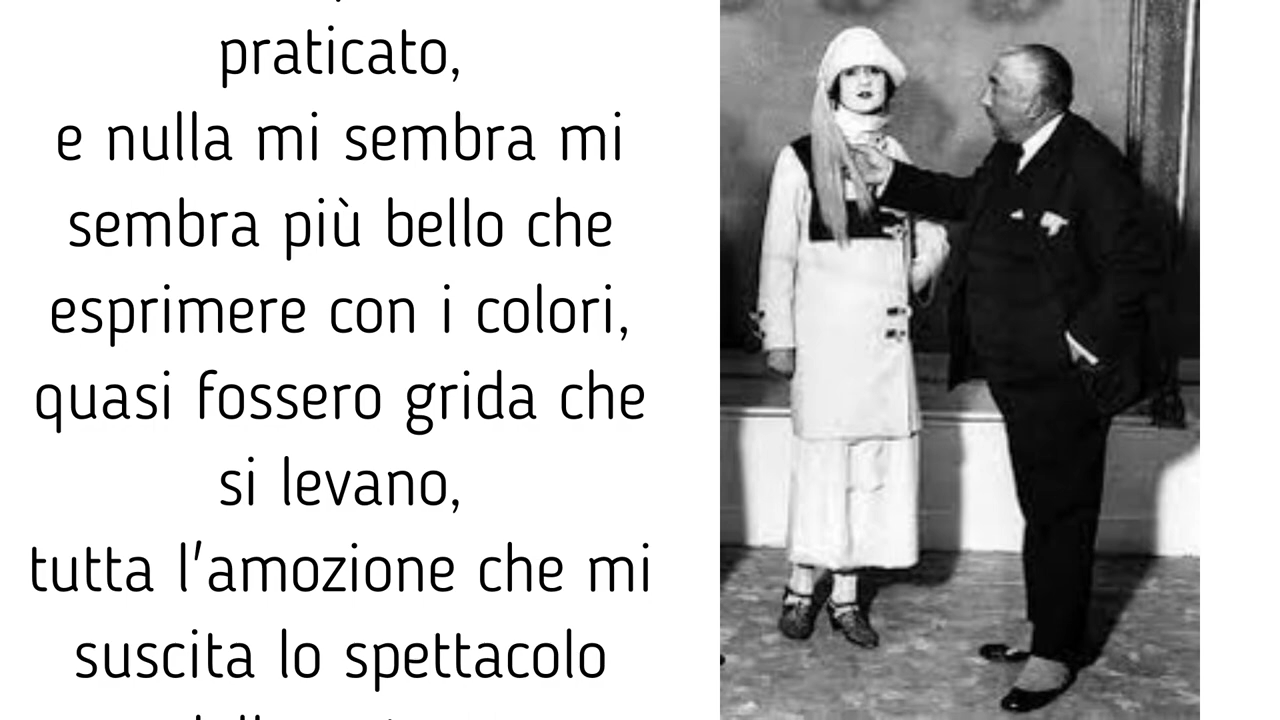 praticato,
e nulla mi sembra mi
sembra più bello che
esprimere con i colori,
quasi fossero grida che
si levano,
tutta l'amozione che mi
suscita lo spettacolo